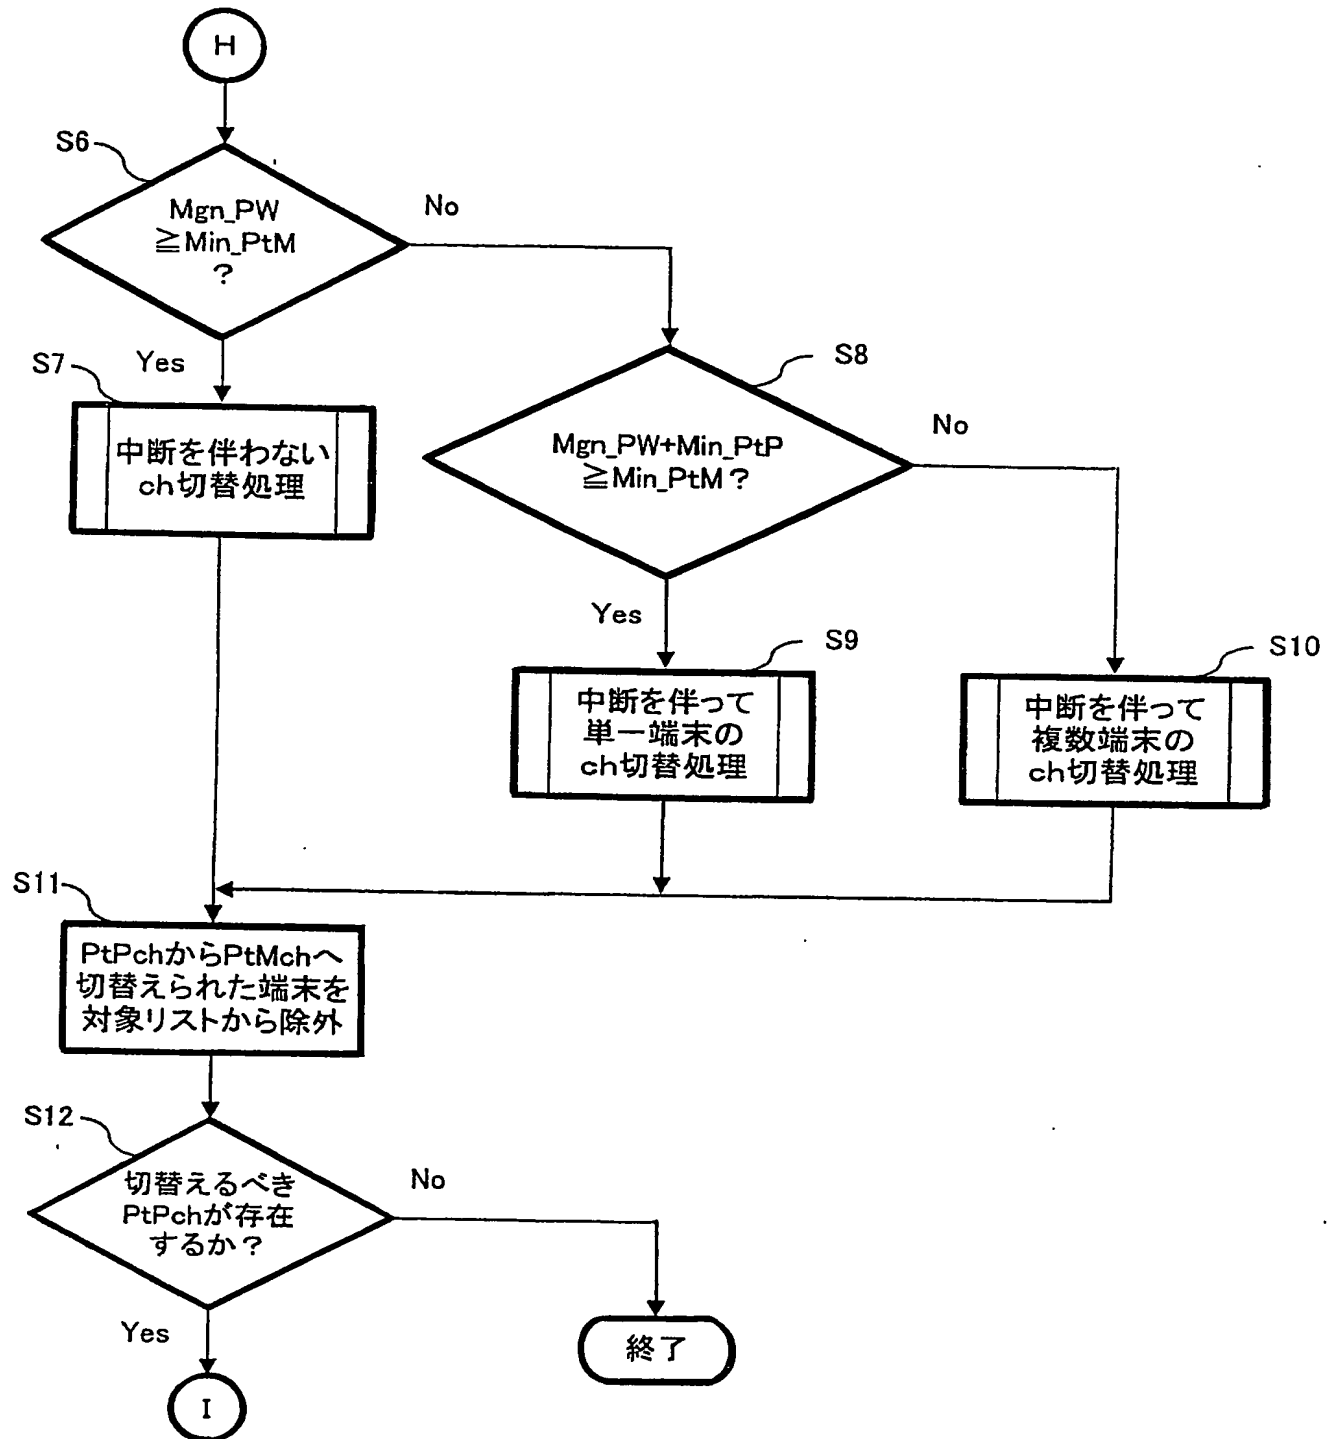 H
S6
Mgn_PW
≧Min_PtM
?
No
Yes
S7
中断を伴わない
ch切替処理
S8
Mgn_PW+Min_PtP
≧Min_PtM?
No
Yes
S9
中断を伴って
単一端末の
ch切替処理
S10
中断を伴って
複数端末の
ch切替処理
S11
PtPchからPtMchへ
切替えられた端末を
対象リストから除外
S12
切替えるべき
PtPchが存在
するか?
No
Yes
終了
I